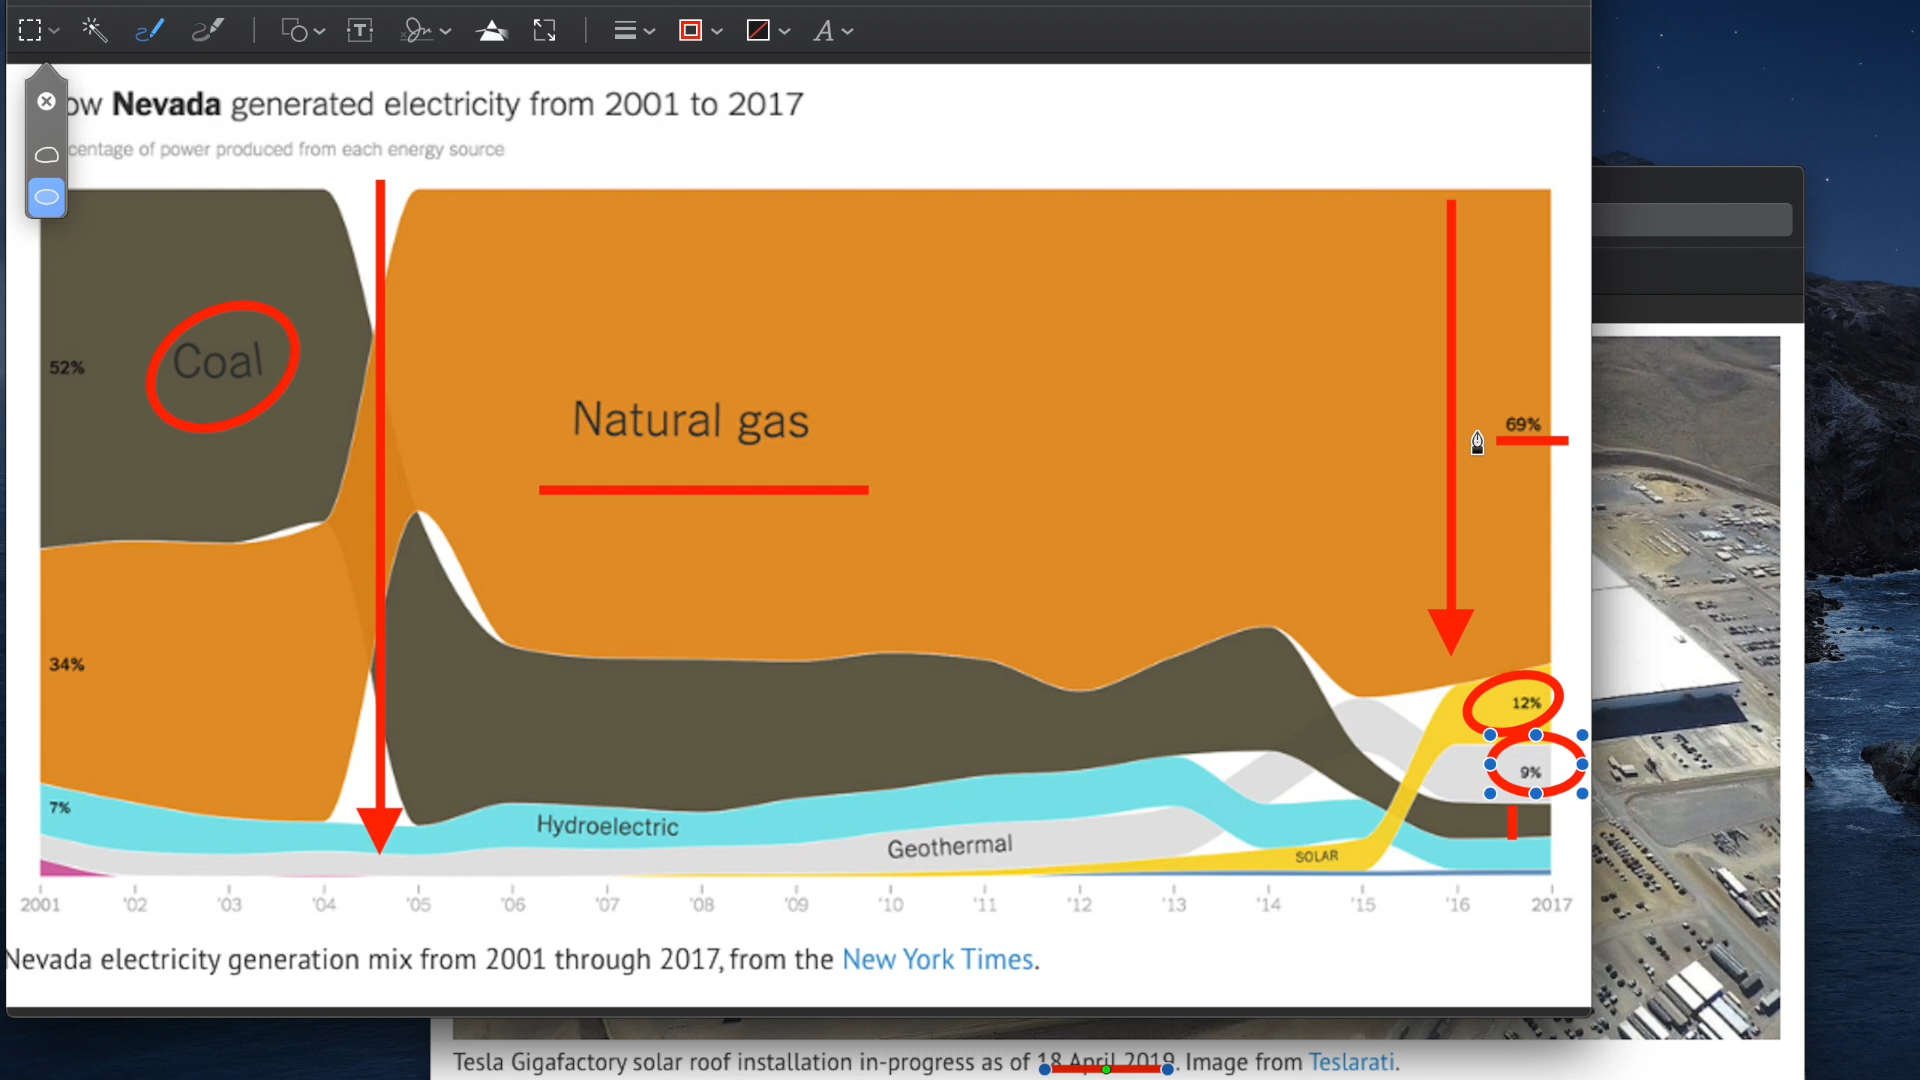 ow Nevada generated electricity from 2001 to 2017
centage of power produced from each energy source
Coal
52%
Natural gas
69%
34%
12%
9%
7%
Hydroelectric
Geothermal
SOLAR
2001 '02 '03 '04 '05 '06 '07 '08 '09 '10 '11 '12 '13 '14 '15 '16 2017
Nevada electricity generation mix from 2001 through 2017, from the New York Times.
Tesla Gigafactory solar roof installation in-progress as of 18 April 2019. Image from Teslarati.